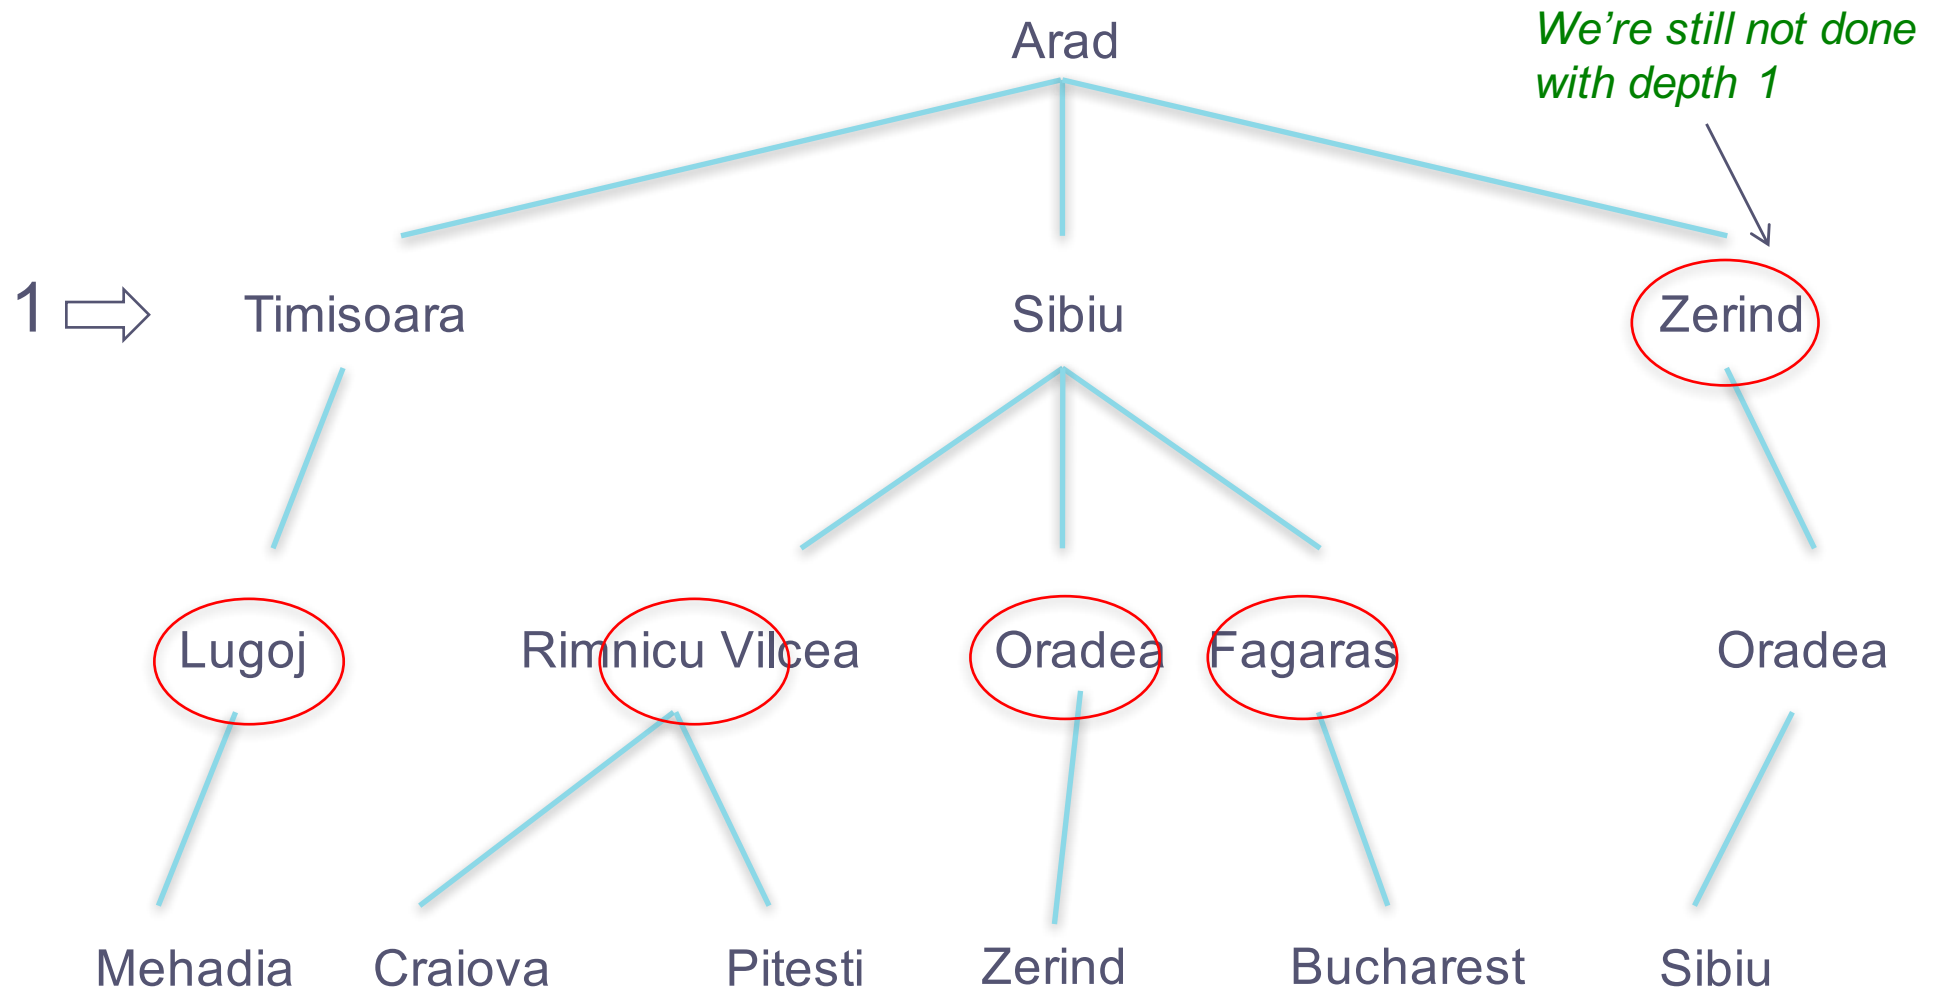 Arad
We're still not done
with depth 1
1
Timisoara
Sibiu
Zerind
Lugoj
Rimnicu Vilcea
Oradea
Fagaras
Oradea
Mehadia
Craiova
Pitesti
Zerind
Bucharest
Sibiu